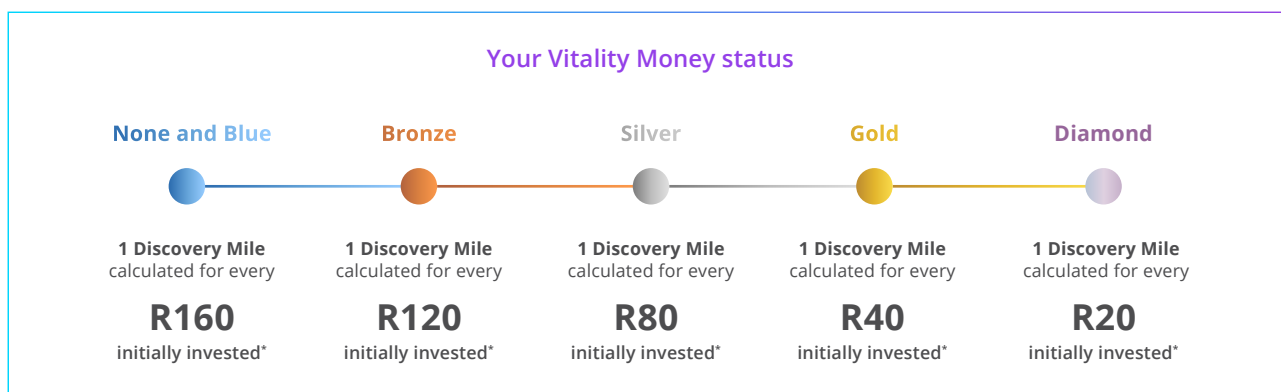 Your Vitality Money status
None and Blue
Bronze
Silver
Gold
Diamond
1 Discovery Mile
calculated for every
R160
initially invested*
1 Discovery Mile
calculated for every
R120
initially invested*
1 Discovery Mile
calculated for every
R80
initially invested*
1 Discovery Mile
calculated for every
R40
initially invested*
1 Discovery Mile
calculated for every
R20
initially invested*